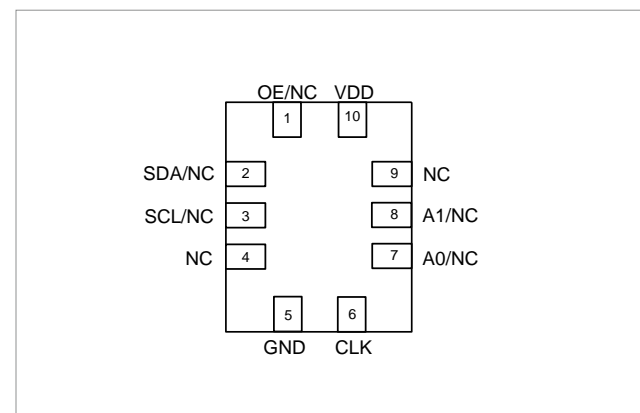 OE/NC VDD
1 10
SDA/NC 2 9 NC
SCL/NC 3 8 A1/NC
NC 4 7 A0/NC
5 6
GND CLK